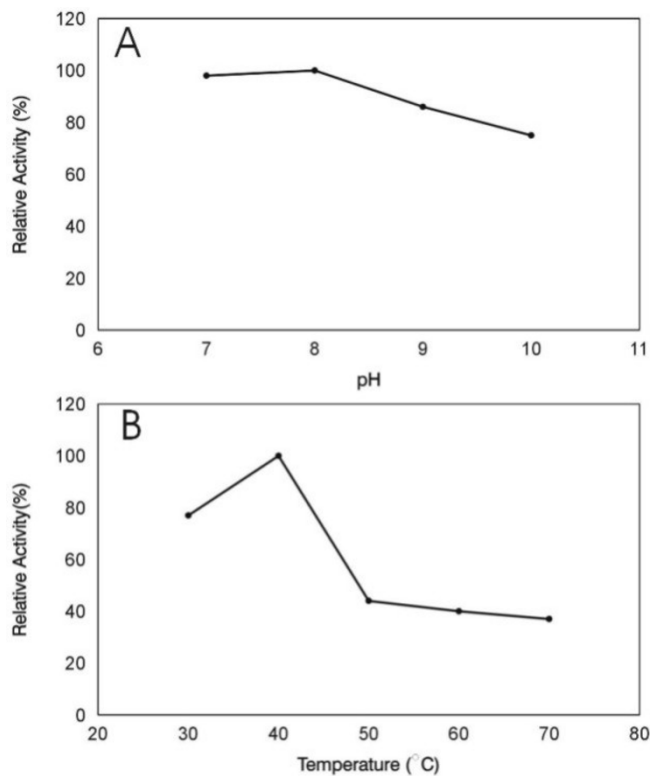 A
Relative Activity (%)
120
100
80
60
40
20
0
6 7 8 9 10 11
pH
B
Relative Activity(%)
120
100
80
60
40
20
0
20 30 40 50 60 70 80
Temperature (°C)